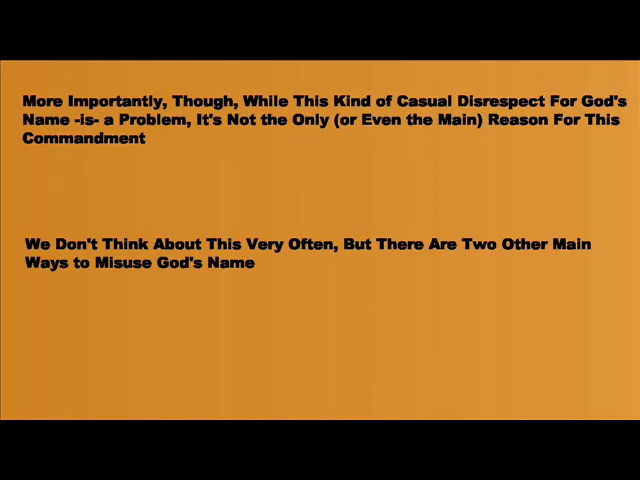 More Importantly, Though, While This Kind of Casual Disrespect For God's
Name -is- a Problem, It's Not the Only (or Even the Main) Reason For This
Commandment
We Don't Think About This Very Often, But There Are Two Other Main
Ways to Misuse God's Name